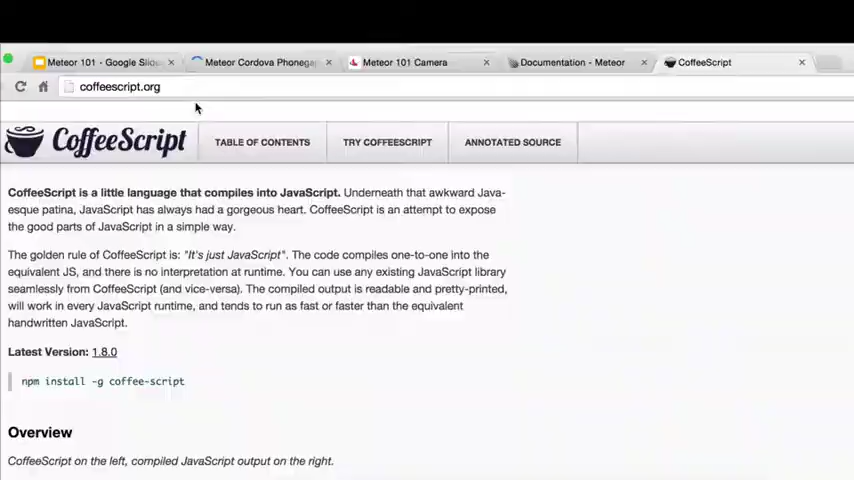 Meteor 101 - Google Slid
Meteor Cordova Phonegap
Meteor 101 Camera
Documentation - Meteor
CoffeeScript
coffeescript.org
CoffeeScript
TABLE OF CONTENTS
TRY COFFEESCRIPT
ANNOTATED SOURCE
CoffeeScript is a little language that compiles into JavaScript. Underneath that awkward Java-
esque patina, JavaScript has always had a gorgeous heart. CoffeeScript is an attempt to expose
the good parts of JavaScript in a simple way.
The golden rule of CoffeeScript is: "It's just JavaScript". The code compiles one-to-one into the
equivalent JS, and there is no interpretation at runtime. You can use any existing JavaScript library
seamlessly from CoffeeScript (and vice-versa). The compiled output is readable and pretty-printed,
will work in every JavaScript runtime, and tends to run as fast or faster than the equivalent
handwritten JavaScript.
Latest Version: 1.8.0
npm install -g coffee-script
Overview
CoffeeScript on the left, compiled JavaScript output on the right.